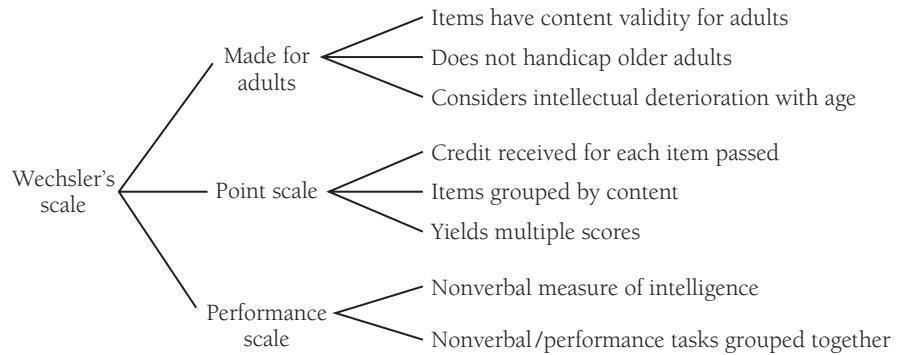 Wechsler's
scale
Made for
adults
Items have content validity for adults
Does not handicap older adults
Considers intellectual deterioration with age
Point scale
Credit received for each item passed
Items grouped by content
Yields multiple scores
Performance
scale
Nonverbal measure of intelligence
Nonverbal/performance tasks grouped together